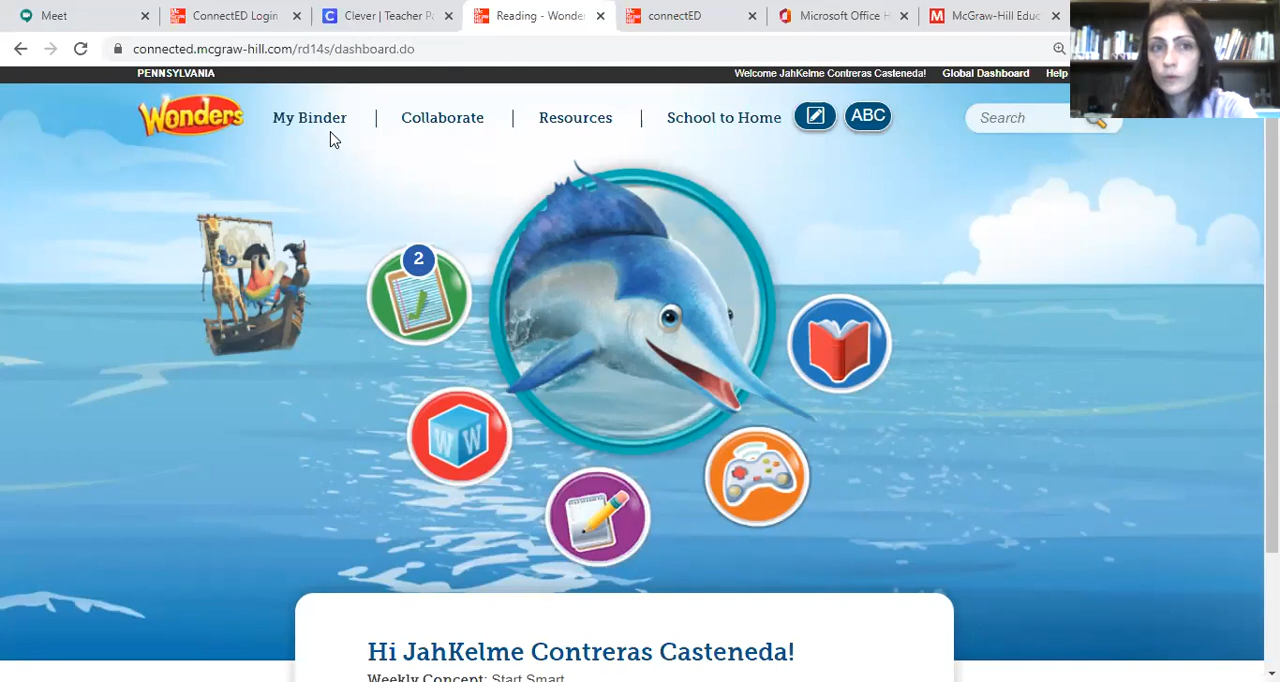 Meet
ConnectED Login
Clever | Teacher Pa
Reading - Wonde
connectED
Microsoft Office H
McGraw-Hill Educ
connected.mcgraw-hill.com/rd14s/dashboard.do
PENNSYLVANIA
Welcome JahKelme Contreras Casteneda! Global Dashboard Help
Wonders
My Binder | Collaborate | Resources | School to Home ABC Search
2
W W
Hi JahKelme Contreras Casteneda!
Weekly Concept: Start Smart